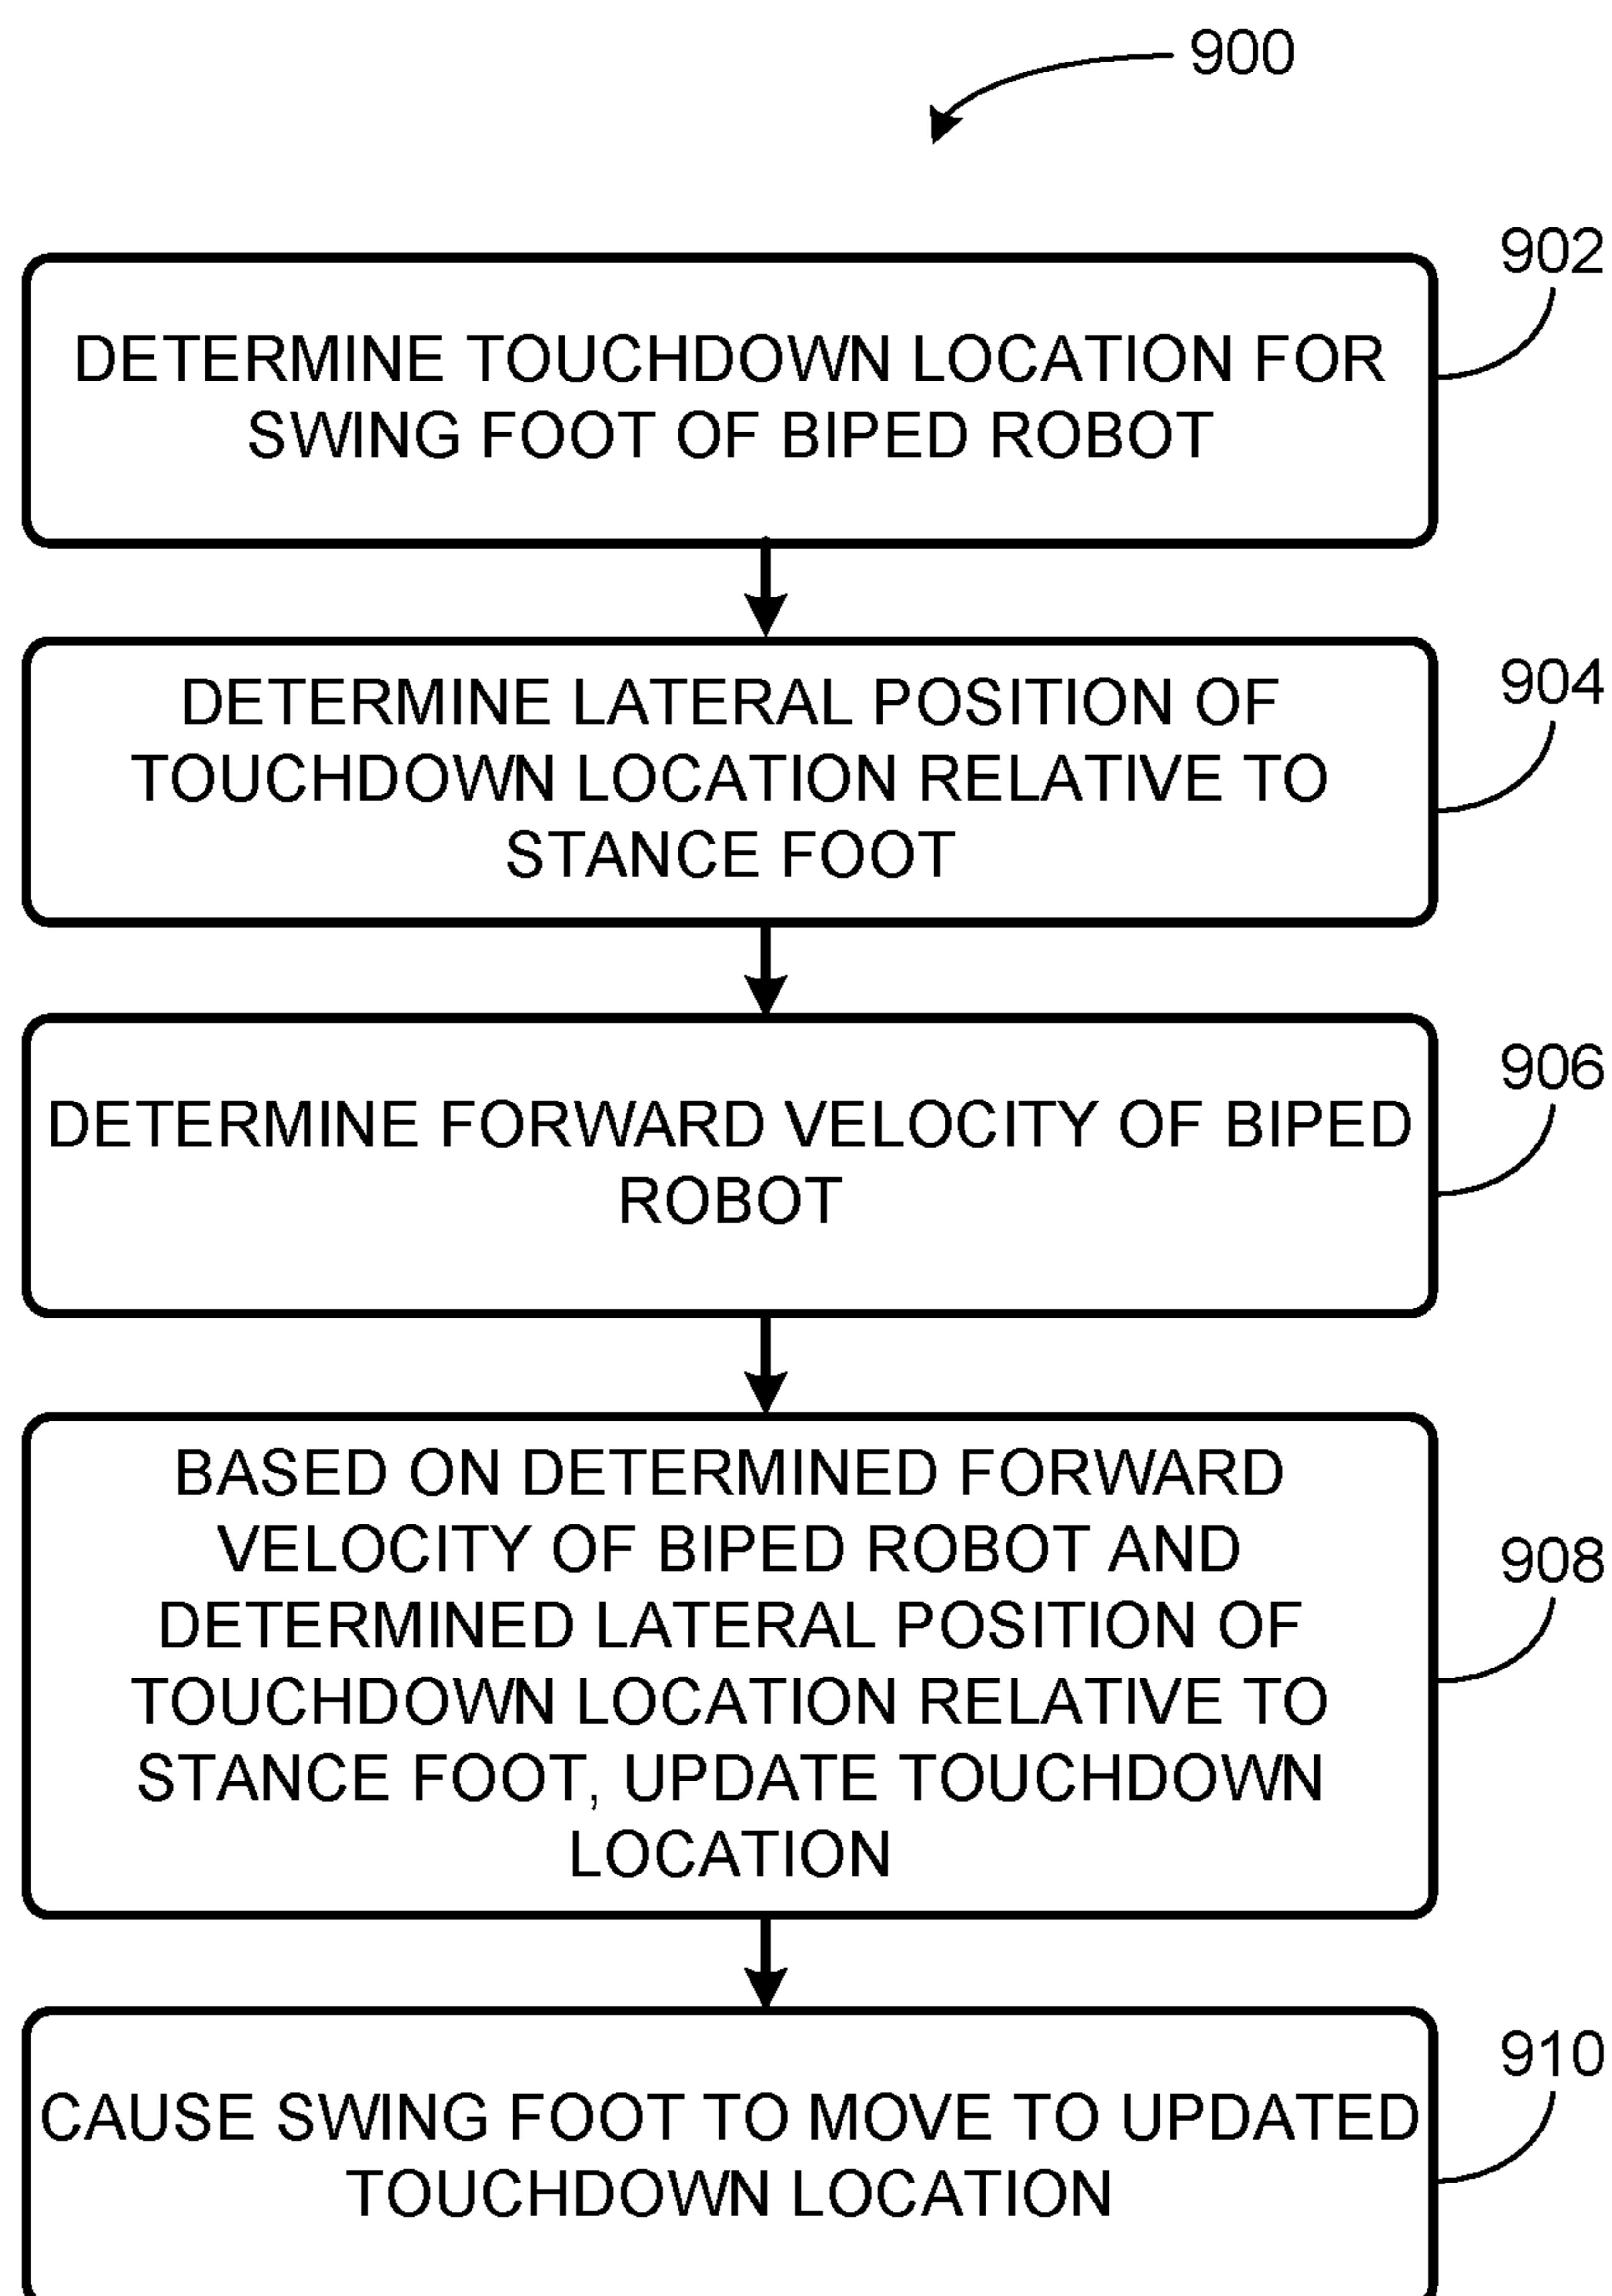 900
902
DETERMINE TOUCHDOWN LOCATION FOR
SWING FOOT OF BIPED ROBOT
904
DETERMINE LATERAL POSITION OF
TOUCHDOWN LOCATION RELATIVE TO
STANCE FOOT
906
DETERMINE FORWARD VELOCITY OF BIPED
ROBOT
908
BASED ON DETERMINED FORWARD
VELOCITY OF BIPED ROBOT AND
DETERMINED LATERAL POSITION OF
TOUCHDOWN LOCATION RELATIVE TO
STANCE FOOT, UPDATE TOUCHDOWN
LOCATION
910
CAUSE SWING FOOT TO MOVE TO UPDATED
TOUCHDOWN LOCATION